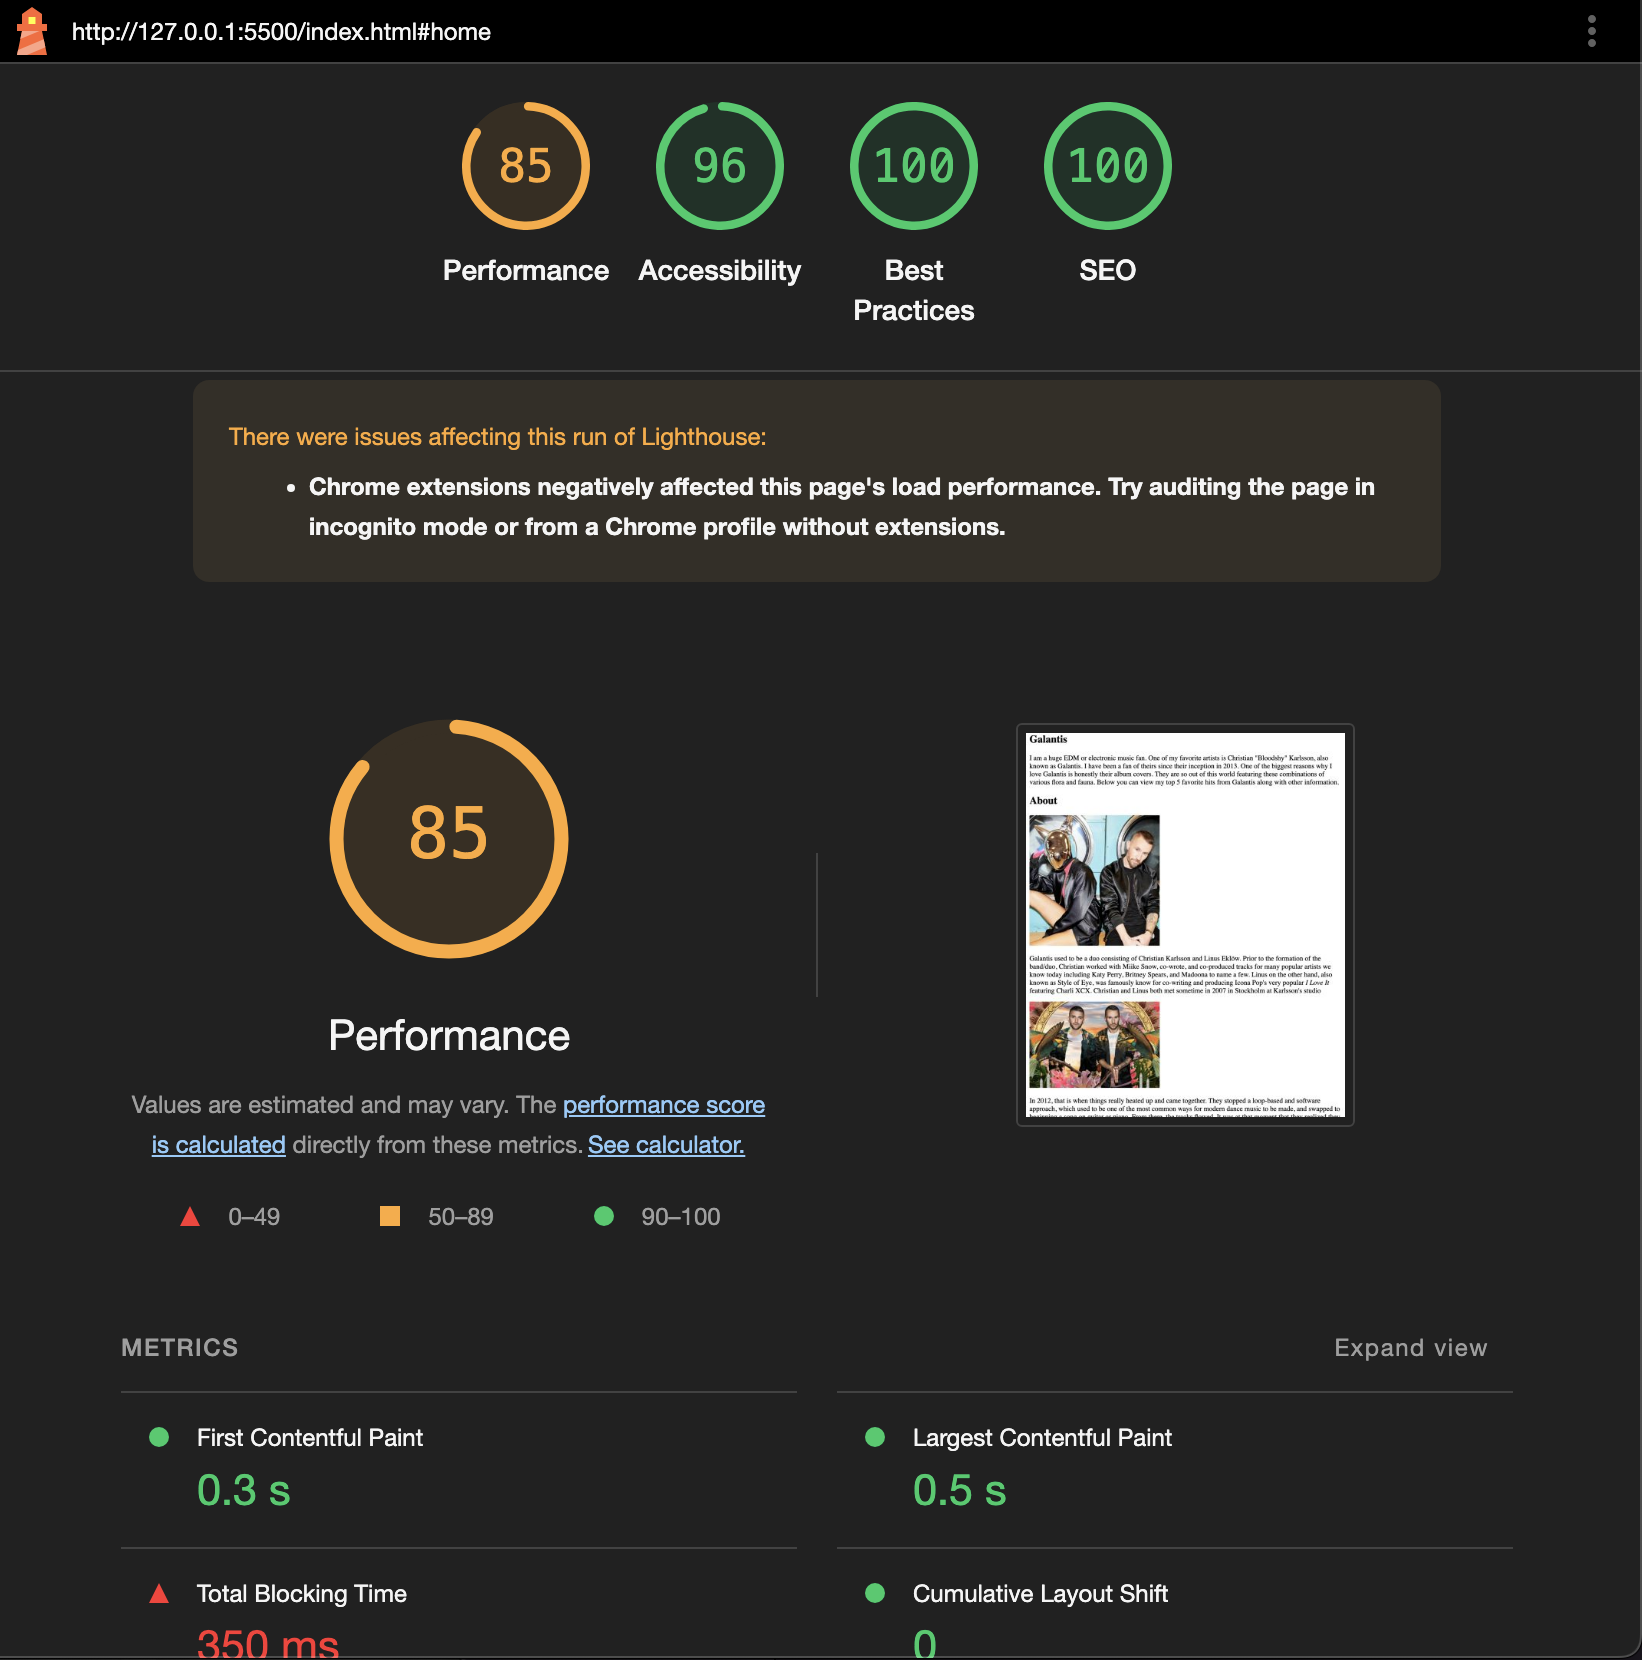 http://127.0.0.1:5500/index.html#home
85
96
100
100
Performance
Accessibility
Best
Practices
SEO
There were issues affecting this run of Lighthouse:
• Chrome extensions negatively affected this page's load performance. Try auditing the page in
incognito mode or from a Chrome profile without extensions.
85
Performance
Values are estimated and may vary. The performance score
is calculated directly from these metrics. See calculator.
0–49
50–89
90–100
Galantis
I am a huge EDM or electronic music fan. One of my favorite artists is Christian "Bloodshy" Karlsson, also
known as Galantis. I have been a fan of theirs since their inception in 2013. One of the biggest reasons why I
love Galantis is honestly their album covers. They are so out of this world featuring these combinations of
various flora and fauna. Below you can view my top 5 favorite hits from Galantis along with other information.
About
Galantis used to be a duo consisting of Christian Karlsson and Linus Eklöw. Prior to the formation of the
band/duo, Christian worked with Miike Snow, co-wrote, and co-produced tracks for many popular artists we
know today including Katy Perry, Britney Spears, and Madonna to name a few. Linus on the other hand, also
known as Style of Eye, was famously know for co-writing and producing Icona Pop's very popular I Love It
featuring Charli XCX. Christian and Linus both met sometime in 2007 in Stockholm at Karlsson's studio
In 2012, that is when things really heated up and came together. They stopped a loop-based and software
approach, which used to be one of the most common ways for modern dance music to be made, and swapped to
METRICS
Expand view
First Contentful Paint
0.3 s
Largest Contentful Paint
0.5 s
Total Blocking Time
350 ms
Cumulative Layout Shift
0